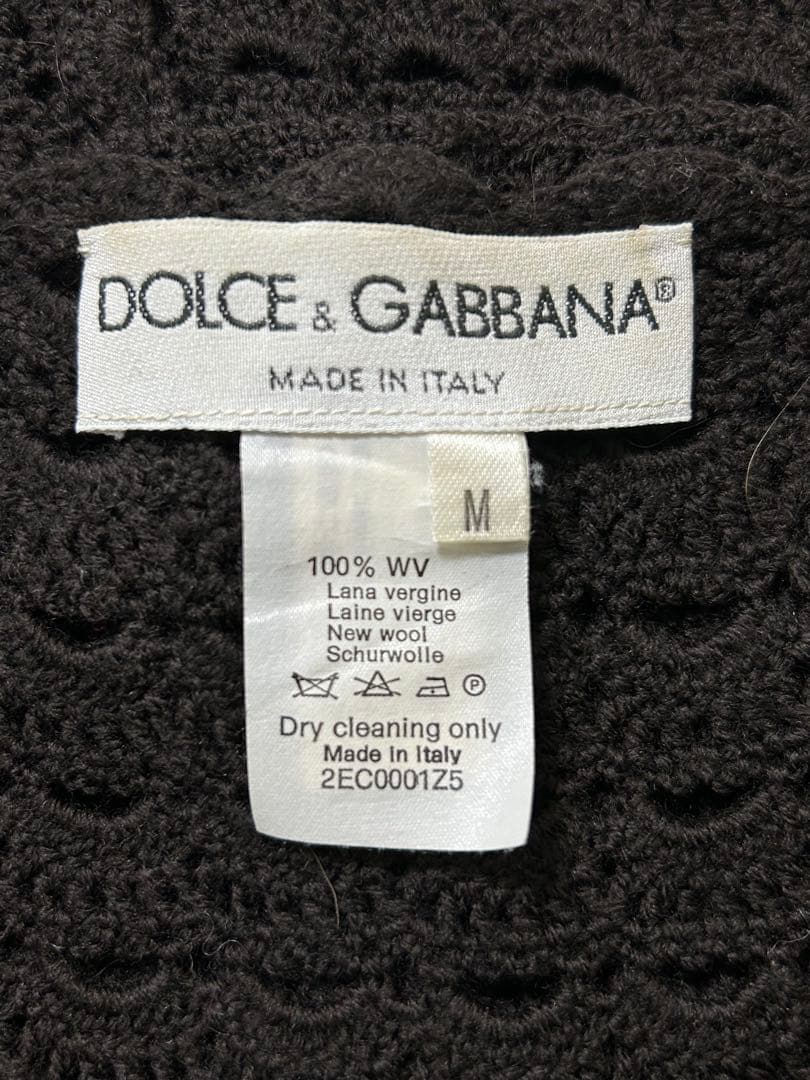 DOLCE & GABBANA®
MADE IN ITALY
M
100% WV
Lana vergine
Laine vierge
New wool
Schurwolle
P
Dry cleaning only
Made in Italy
2EC0001Z5